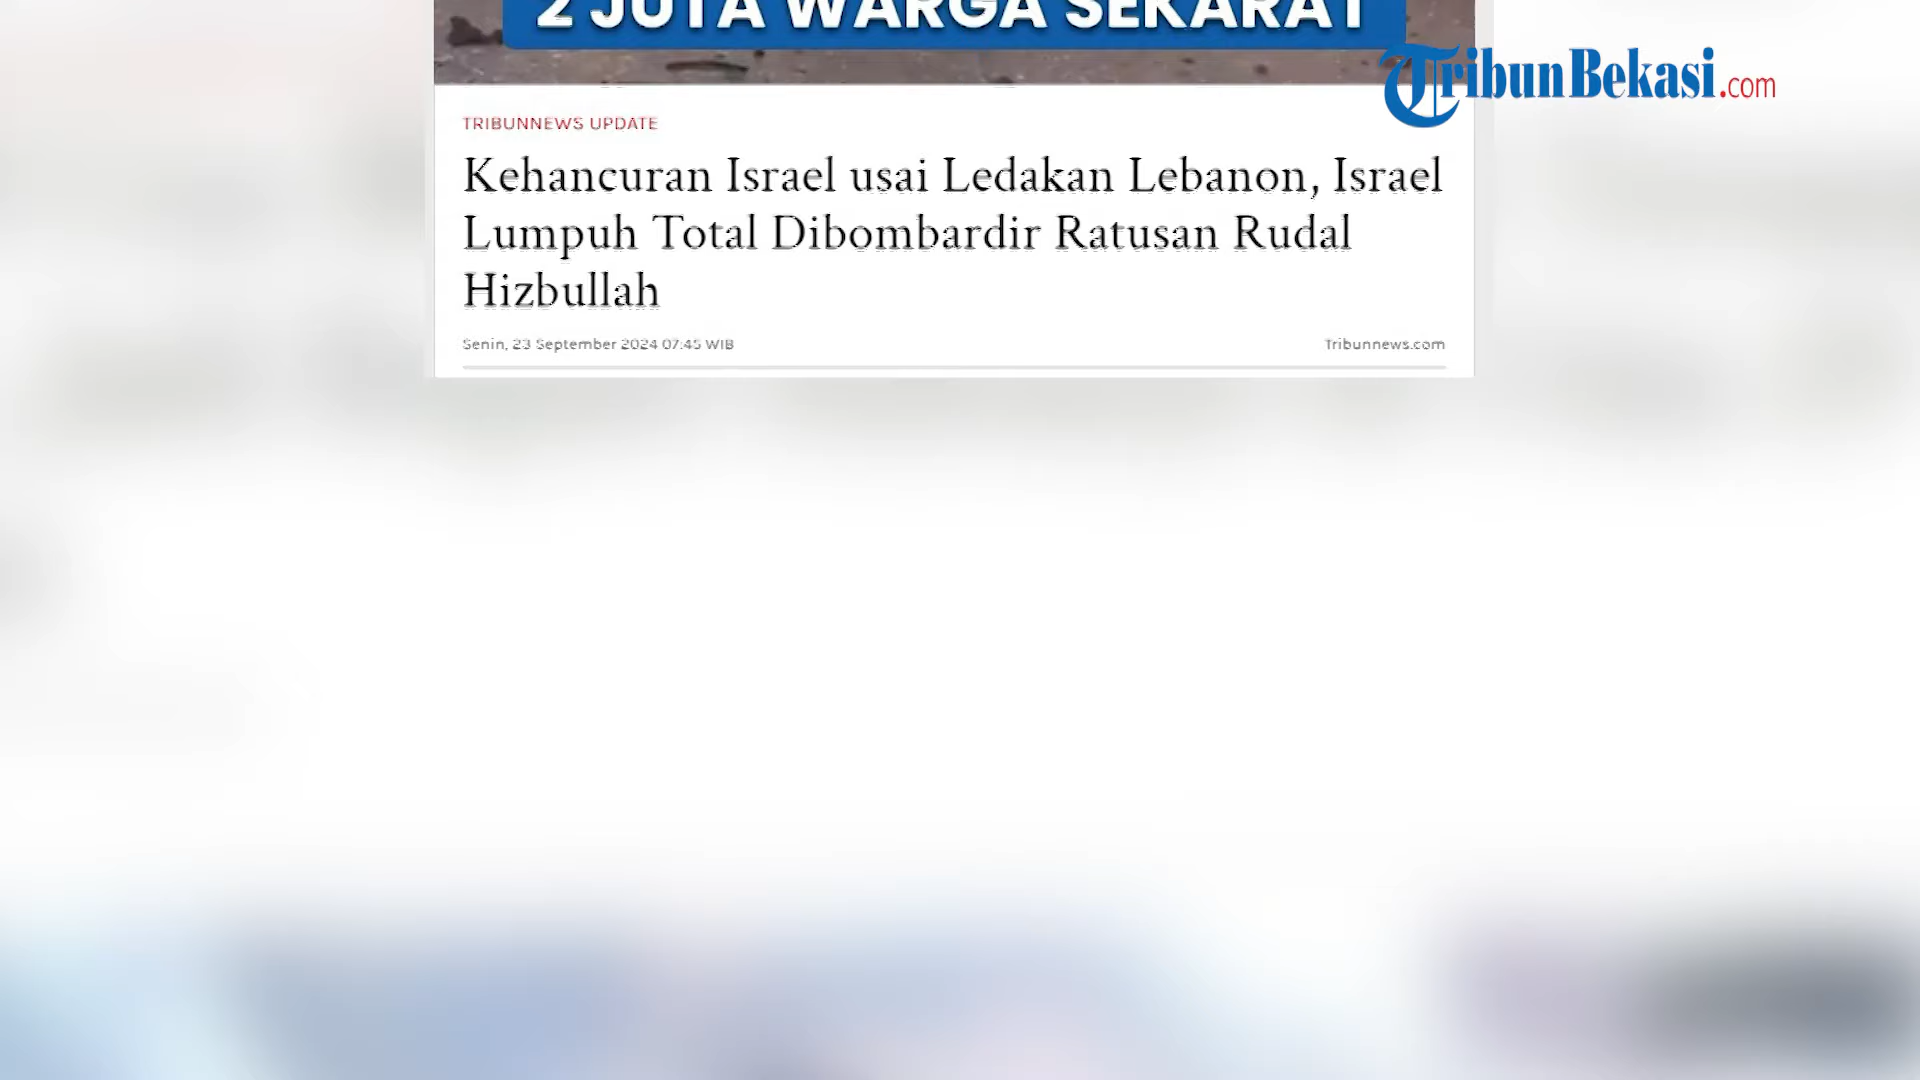 2 JUTA WARGA SEKARAT
TribunBekasi.com
TRIBUNNEWS UPDATE
Kehancuran Israel usai Ledakan Lebanon, Israel
Lumpuh Total Dibombardir Ratusan Rudal
Hizbullah
Senin, 23 September 2024 07:45 WIB
Tribunnews.com